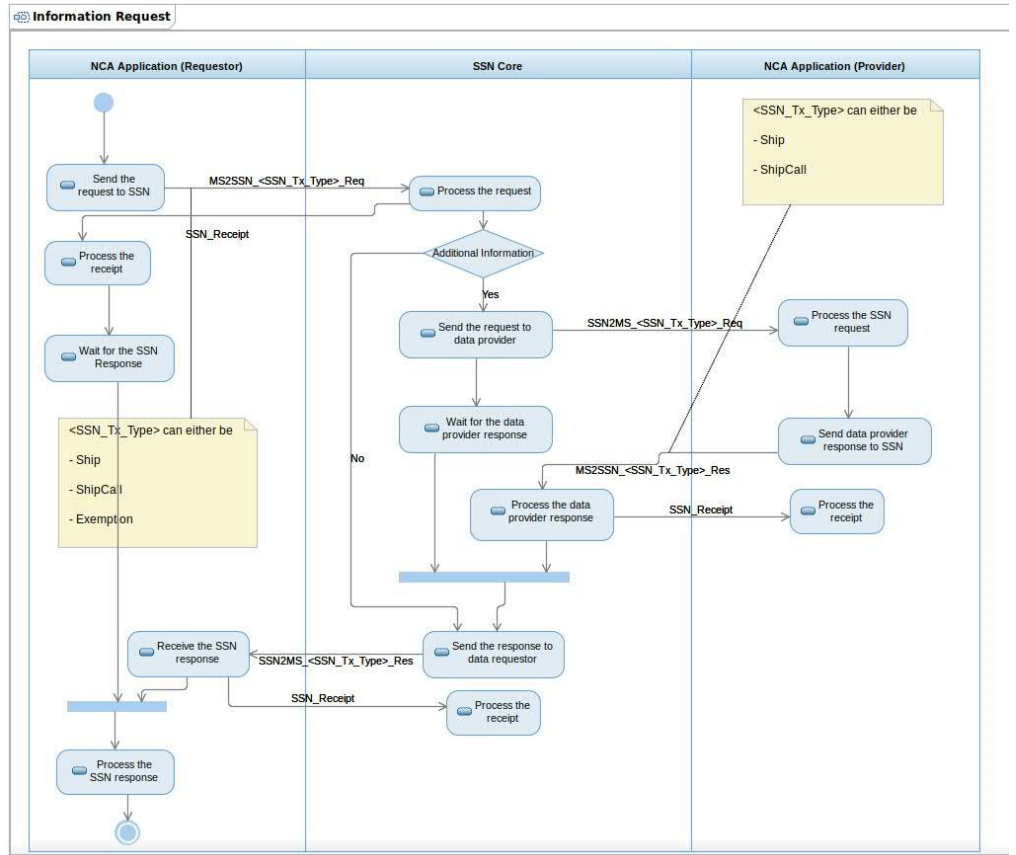 Information Request
NCA Application (Requestor)
SSN Core
NCA Application (Provider)
<SSN_Tx_Type> can either be
- Ship
- ShipCall
Send the
request to SSN
MS2SSN_<SSN_Tx_Type>_Req
Process the request
SSN_Receipt
Process the
receipt
Additional Information
Yes
Wait for the SSN
Response
Send the request to
data provider
SSN2MS_<SSN_Tx_Type>_Req
Process the SSN
request
<SSN_Tx_Type> can either be
- Ship
- ShipCall
- Exemption
Wait for the data
provider response
Send data provider
response to SSN
No
MS2SSN_<SSN_Tx_Type>_Res
Process the data
provider response
SSN_Receipt
Process the
receipt
Receive the SSN
response
SSN2MS_<SSN_Tx_Type>_Res
Send the response to
data requestor
SSN_Receipt
Process the
receipt
Process the
SSN response